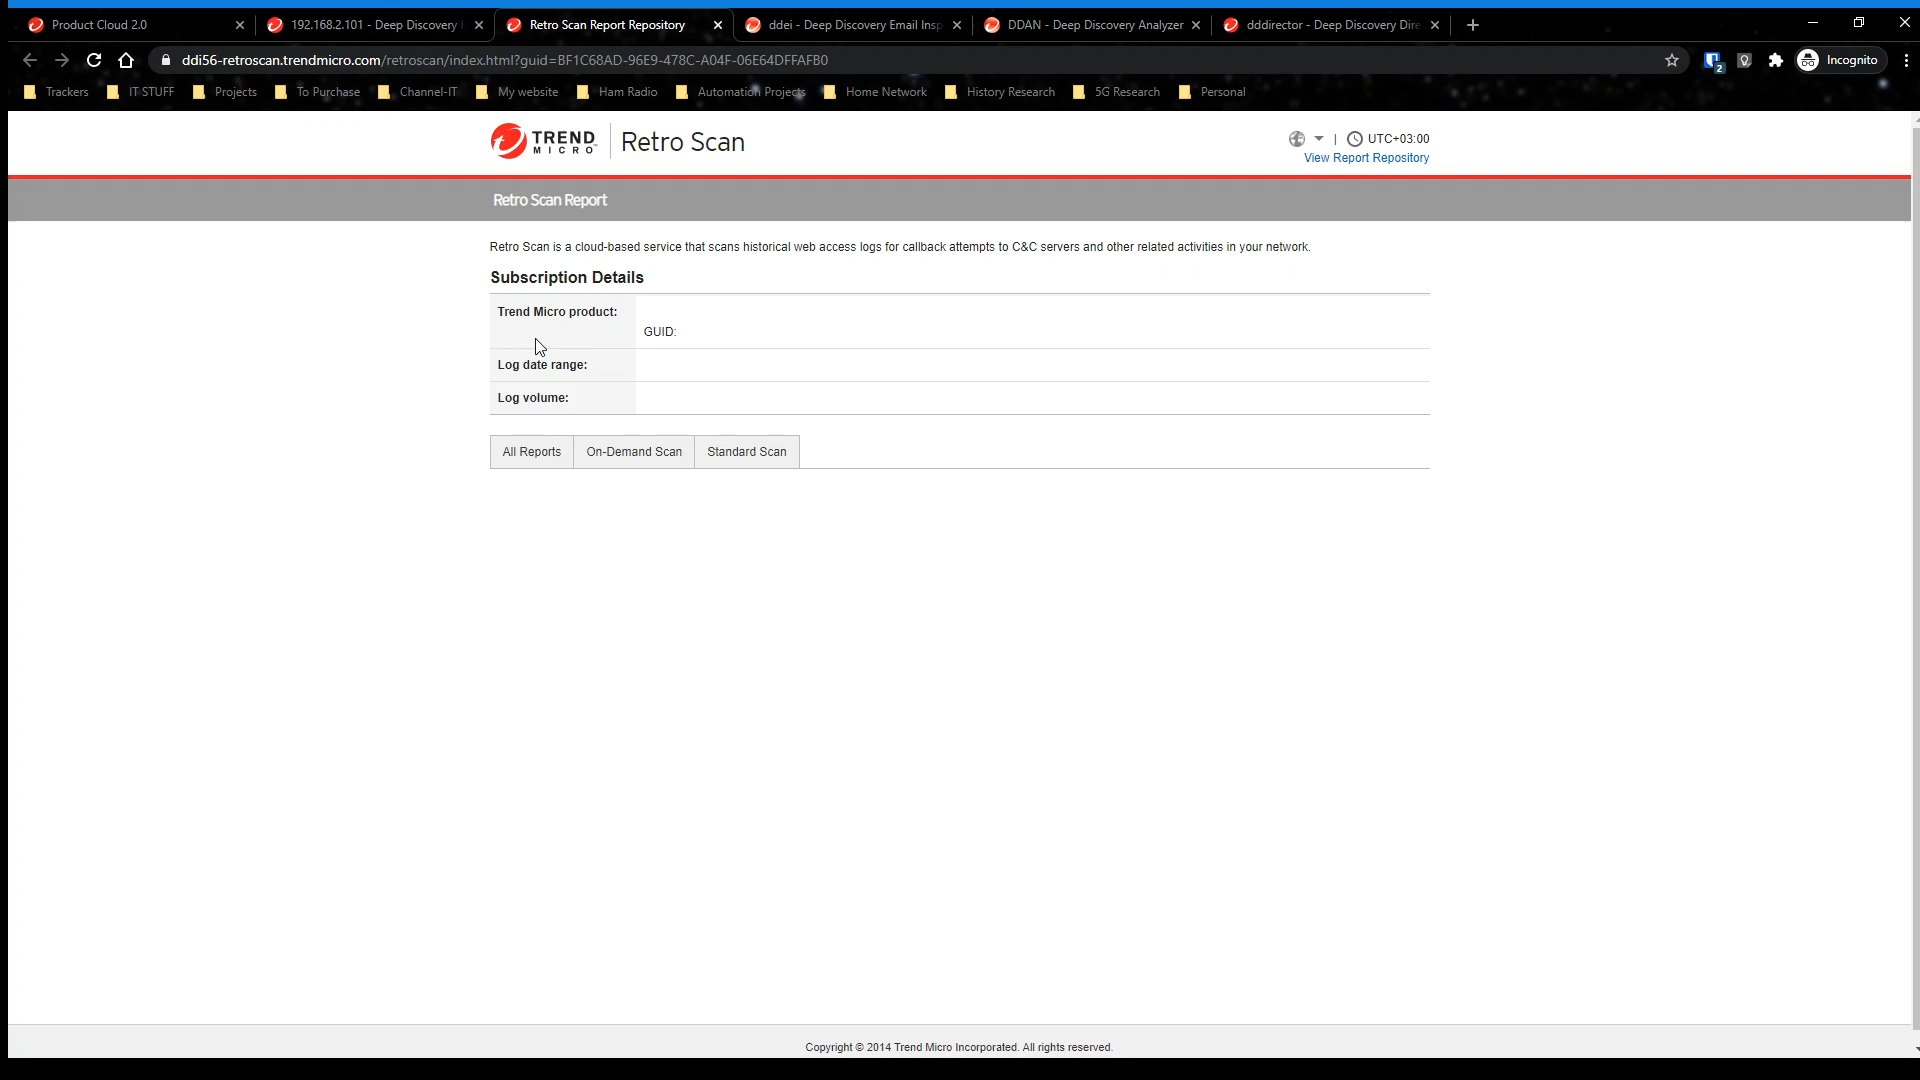 Product Cloud 2.0
192.168.2.101 - Deep Discovery
Retro Scan Report Repository
ddei - Deep Discovery Email Insp
DDAN - Deep Discovery Analyzer
dddirector - Deep Discovery Dire
ddi56-retroscan.trendmicro.com/retroscan/index.html?guid=BF1C68AD-96E9-478C-A04F-06E64DFFAFB0
2
Incognito
Trackers
IT STUFF
Projects
To Purchase
Channel-IT
My website
Ham Radio
Automation Projects
Home Network
History Research
5G Research
Personal
TREND MICRO
Retro Scan
| UTC+03:00
View Report Repository
Retro Scan Report
Retro Scan is a cloud-based service that scans historical web access logs for callback attempts to C&C servers and other related activities in your network.
Subscription Details
Trend Micro product:
GUID:
Log date range:
Log volume:
All Reports
On-Demand Scan
Standard Scan
Copyright © 2014 Trend Micro Incorporated. All rights reserved.